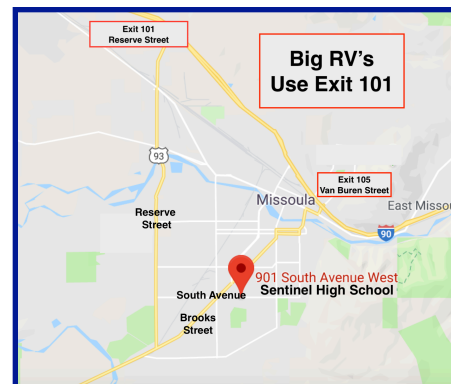 Exit 101
Reserve Street
Big RV's
Use Exit 101
93
Exit 105
Van Buren Street
Missoula
East Missou
Reserve
Street
90
901 South Avenue West
Sentinel High School
South Avenue
Brooks
Street